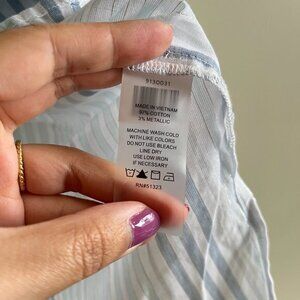 9130031
MADE IN VIETNAM
97% COTTON
3% METALLIC
MACHINE WASH COLD
WITH LIKE COLORS
DO NOT USE BLEACH
LINE DRY
USE LOW IRON
IF NECESSARY
RN#51323